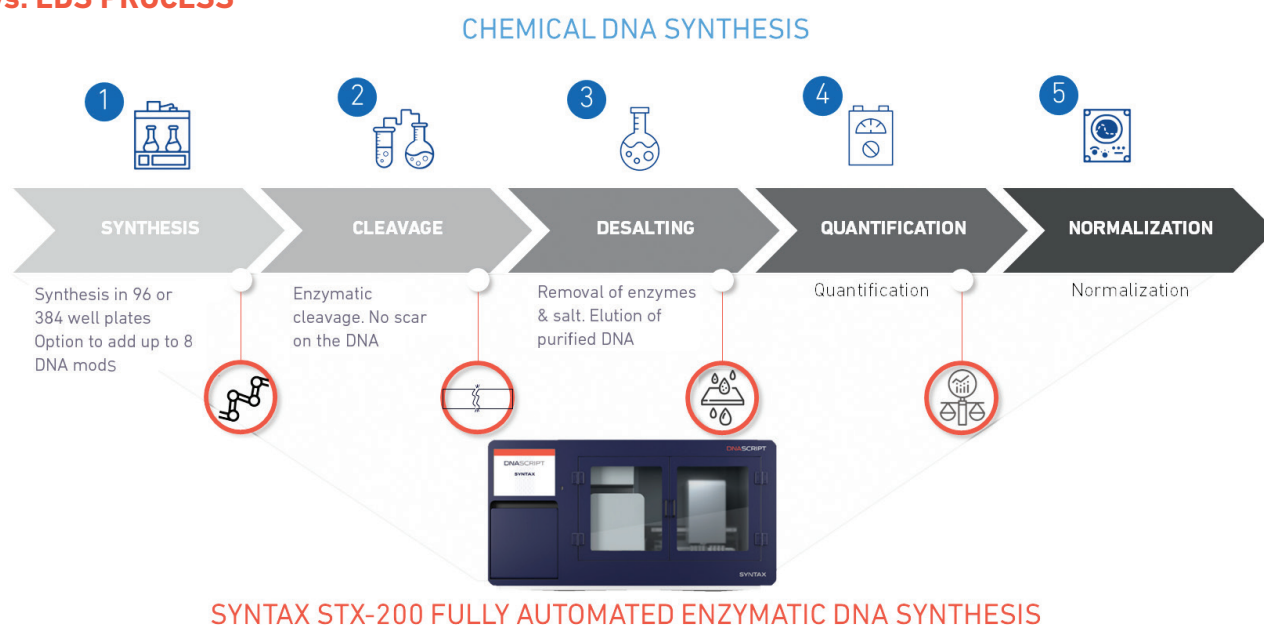 vs. EDS PROCESS
CHEMICAL DNA SYNTHESIS
1
2
3
4
5
SYNTHESIS
CLEAVAGE
DESALTING
QUANTIFICATION
NORMALIZATION
Synthesis in 96 or
384 well plates
Option to add up to 8
DNA mods
Enzymatic
cleavage. No scar
on the DNA
Removal of enzymes
& salt. Elution of
purified DNA
Quantification
Normalization
DNASCRIPT
SYNTAX
DNASCRIPT
SYNTAX
SYNTAX STX-200 FULLY AUTOMATED ENZYMATIC DNA SYNTHESIS